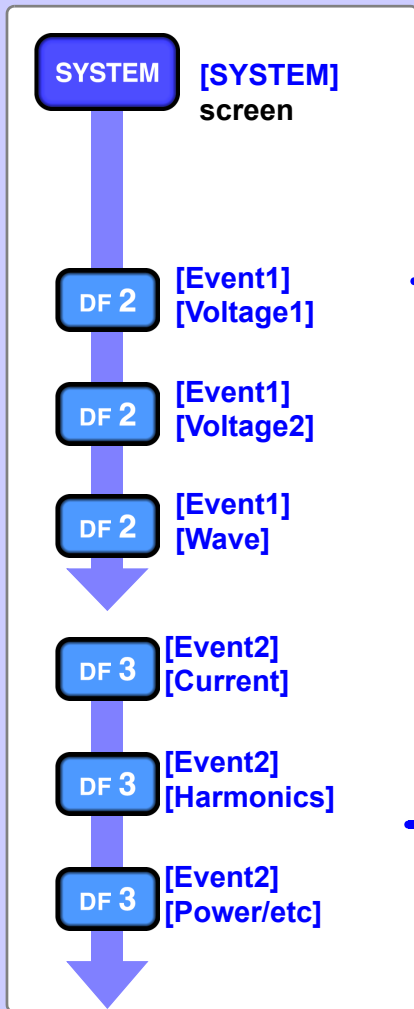 SYSTEM
[SYSTEM]
screen
DF 2
[Event1]
[Voltage1]
DF 2
[Event1]
[Voltage2]
DF 2
[Event1]
[Wave]
DF 3
[Event2]
[Current]
DF 3
[Event2]
[Harmonics]
DF 3
[Event2]
[Power/etc]